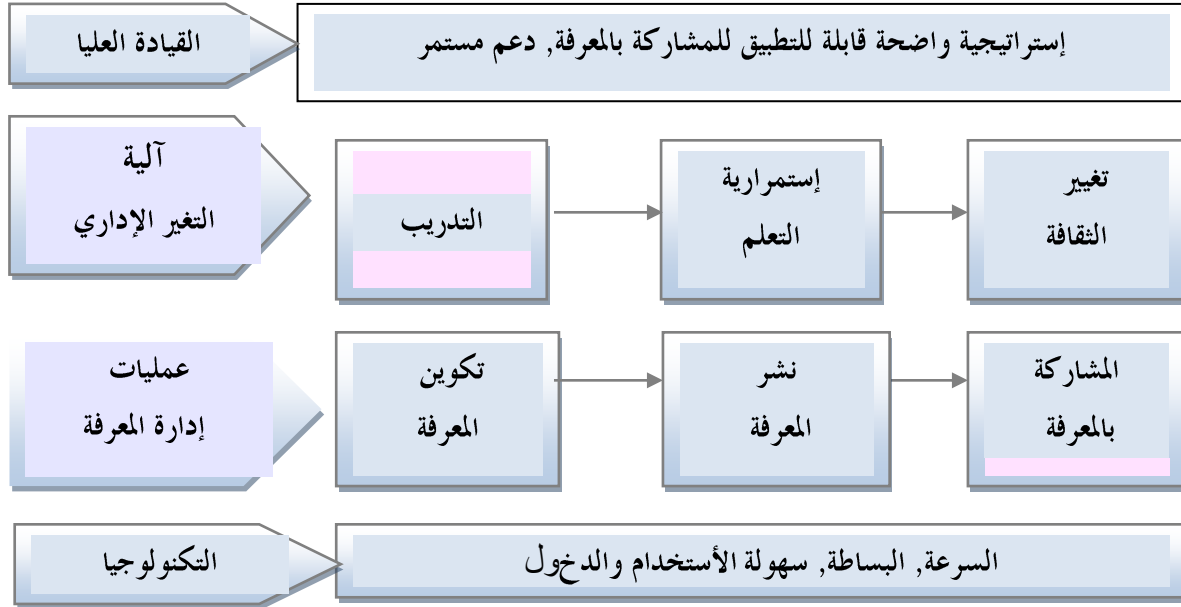 القيادة العليا
إستراتيجية واضحة قابلة للتطبيق للمشاركة بالمعرفة, دعم مستمر
آلية
التغير الإداري
التدريب
إستمرارية
التعلم
تغيير
الثقافة
عمليات
إدارة المعرفة
تكوين
المعرفة
نشر
المعرفة
المشاركة
بالمعرفة
التكنولوجيا
السرعة, البساطة, سهولة الأستخدام والدخول